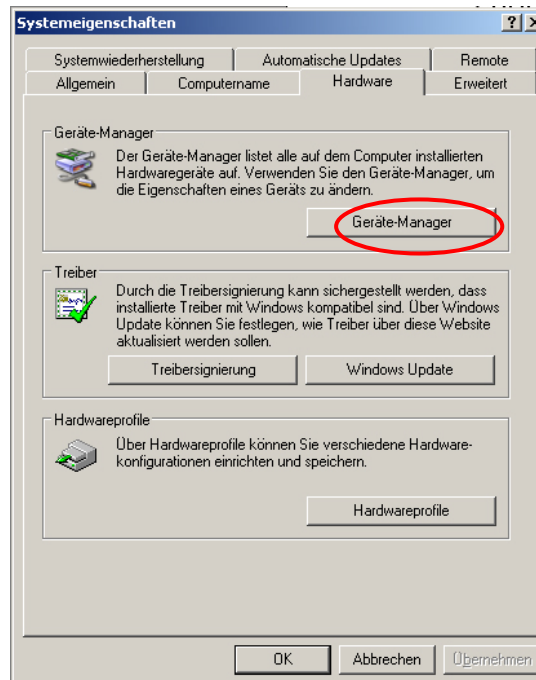 Systemeigenschaften
Systemwiederherstellung Automatische Updates Remote
Allgemein Computername Hardware Erweitert
Geräte-Manager
Der Geräte-Manager listet alle auf dem Computer installierten
Hardwaregeräte auf. Verwenden Sie den Geräte-Manager, um
die Eigenschaften eines Geräts zu ändern.
Geräte-Manager
Treiber
Durch die Treibersignierung kann sichergestellt werden, dass
installierte Treiber mit Windows kompatibel sind. Über Windows
Update können Sie festlegen, wie Treiber über diese Website
aktualisiert werden sollen.
Treibersignierung Windows Update
Hardwareprofile
Über Hardwareprofile können Sie verschiedene Hardware-
konfigurationen einrichten und speichern.
Hardwareprofile
OK Abbrechen Übernehmen